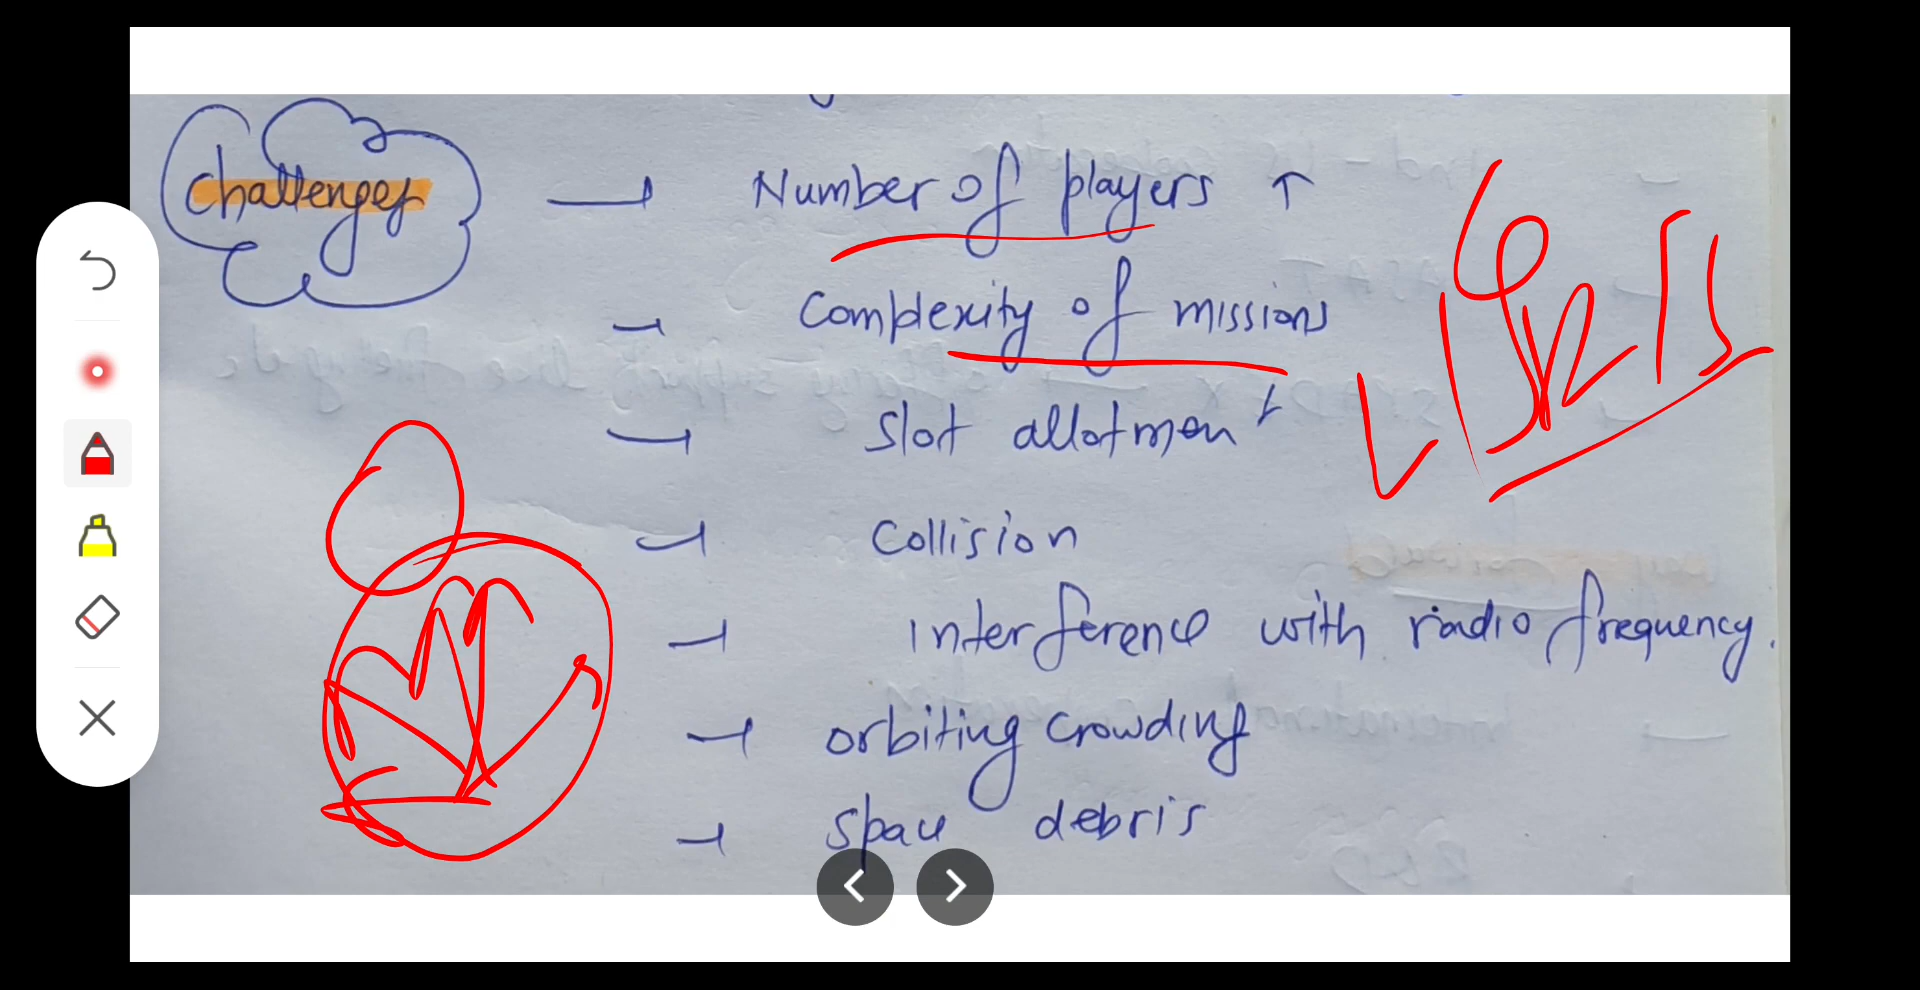 Challenges → Number of players ↑
→ Complexity of missions
→ Slot allotment
→ Collision
→ Interference with radio frequency.
→ orbiting crowding
→ space debris